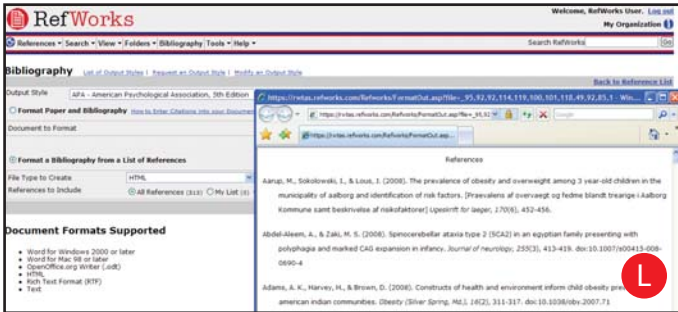 RefWorks
Welcome, RefWorks User. Log out
My Organization
References Search View Folders Bibliography Tools Help
Search RefWorks Go
Bibliography List of Output Styles | Request an Output Style | Modify an Output Style
Back to Reference List
Output Style APA - American Psychological Association, 5th Edition
Format Paper and Bibliography How to Enter Citations into your Document
Document to Format
Format a Bibliography from a List of References
File Type to Create HTML
References to Include All References (313) My List (0)
Document Formats Supported
Word for Windows 2000 or later
Word for Mac 98 or later
OpenOffice.org Writer (.odt)
HTML
Rich Text Format (RTF)
Text
References
Aarup, M., Sokolowski, I., & Lous, J. (2008). The prevalence of obesity and overweight among 3 year-old children in the
municipality of aalborg and identification of risk factors. [Praevalens af overvaegt og fedme blandt trearige i Aalborg
Kommune samt beskrivelse af risikofaktorer] Ugeskrift for laeger, 170(6), 452-456.
Abdel-Aleem, A., & Zaki, M. S. (2008). Spinocerebellar ataxia type 2 (SCA2) in an egyptian family presenting with
polyphagia and marked CAG expansion in infancy. Journal of neurology, 255(3), 413-419. doi:10.1007/s00415-008-
0690-4
Adams, A. K., Harvey, H., & Brown, D. (2008). Constructs of health and environment inform child obesity
american indian communities. Obesity (Silver Spring, Md.), 16(2), 311-317. doi:10.1038/oby.2007.71
L